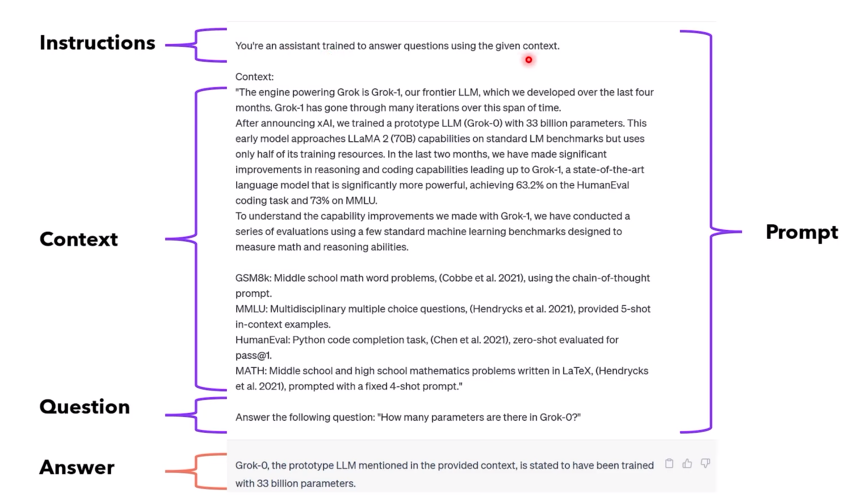 Instructions
You're an assistant trained to answer questions using the given context.
Context:
"The engine powering Grok is Grok-1, our frontier LLM, which we developed over the last four
months. Grok-1 has gone through many iterations over this span of time.
After announcing xAI, we trained a prototype LLM (Grok-0) with 33 billion parameters. This
early model approaches LLaMA 2 (70B) capabilities on standard LM benchmarks but uses
only half of its training resources. In the last two months, we have made significant
improvements in reasoning and coding capabilities leading up to Grok-1, a state-of-the-art
language model that is significantly more powerful, achieving 63.2% on the HumanEval
coding task and 73% on MMLU.
To understand the capability improvements we made with Grok-1, we have conducted a
series of evaluations using a few standard machine learning benchmarks designed to
measure math and reasoning abilities.
Context
Prompt
GSM8k: Middle school math word problems, (Cobbe et al. 2021), using the chain-of-thought
prompt.
MMLU: Multidisciplinary multiple choice questions, (Hendrycks et al. 2021), provided 5-shot
in-context examples.
HumanEval: Python code completion task, (Chen et al. 2021), zero-shot evaluated for
pass@1.
MATH: Middle school and high school mathematics problems written in LaTeX, (Hendrycks
et al. 2021), prompted with a fixed 4-shot prompt."
Question
Answer the following question: "How many parameters are there in Grok-0?"
Answer
Grok-0, the prototype LLM mentioned in the provided context, is stated to have been trained
with 33 billion parameters.